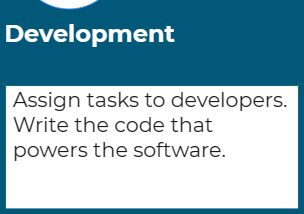 Development
Assign tasks to developers.
Write the code that
powers the software.